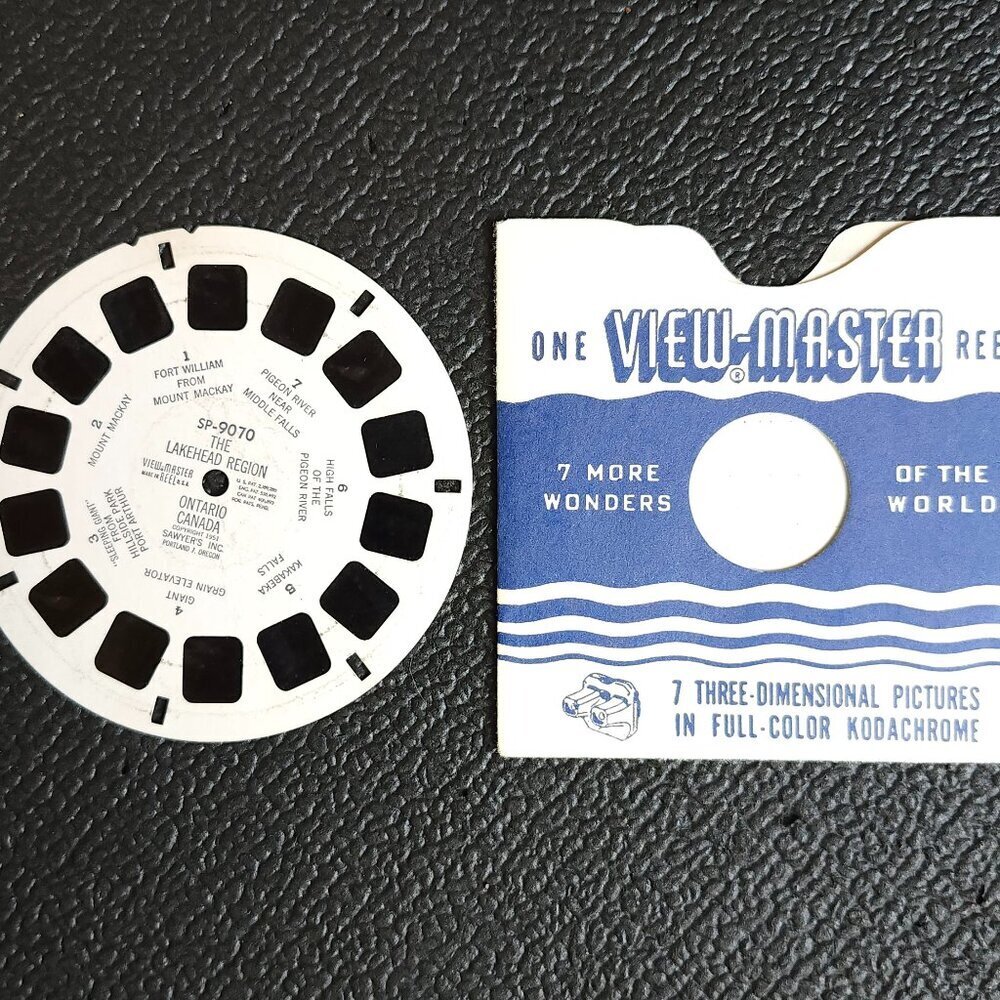 1
FORT WILLIAM
FROM
MOUNT MACKAY
2
MOUNT MACKAY
3
"SLEEPING GIANT"
FROM
HILLSIDE PARK
PORT ARTHUR
4
GIANT
GRAIN ELEVATOR
KAKABEKA
FALLS
6
HIGH FALLS
OF THE
PIGEON RIVER
7
PIGEON RIVER
NEAR
MIDDLE FALLS
SP-9070
THE
LAKEHEAD REGION
VIEW-MASTER
REEL
ONTARIO
CANADA
COPYRIGHT 1951
SAWYER'S INC.
PORTLAND 7, OREGON
ONE VIEW-MASTER REE
®
7 MORE
WONDERS
OF THE
WORLD
7 THREE-DIMENSIONAL PICTURES
IN FULL-COLOR KODACHROME